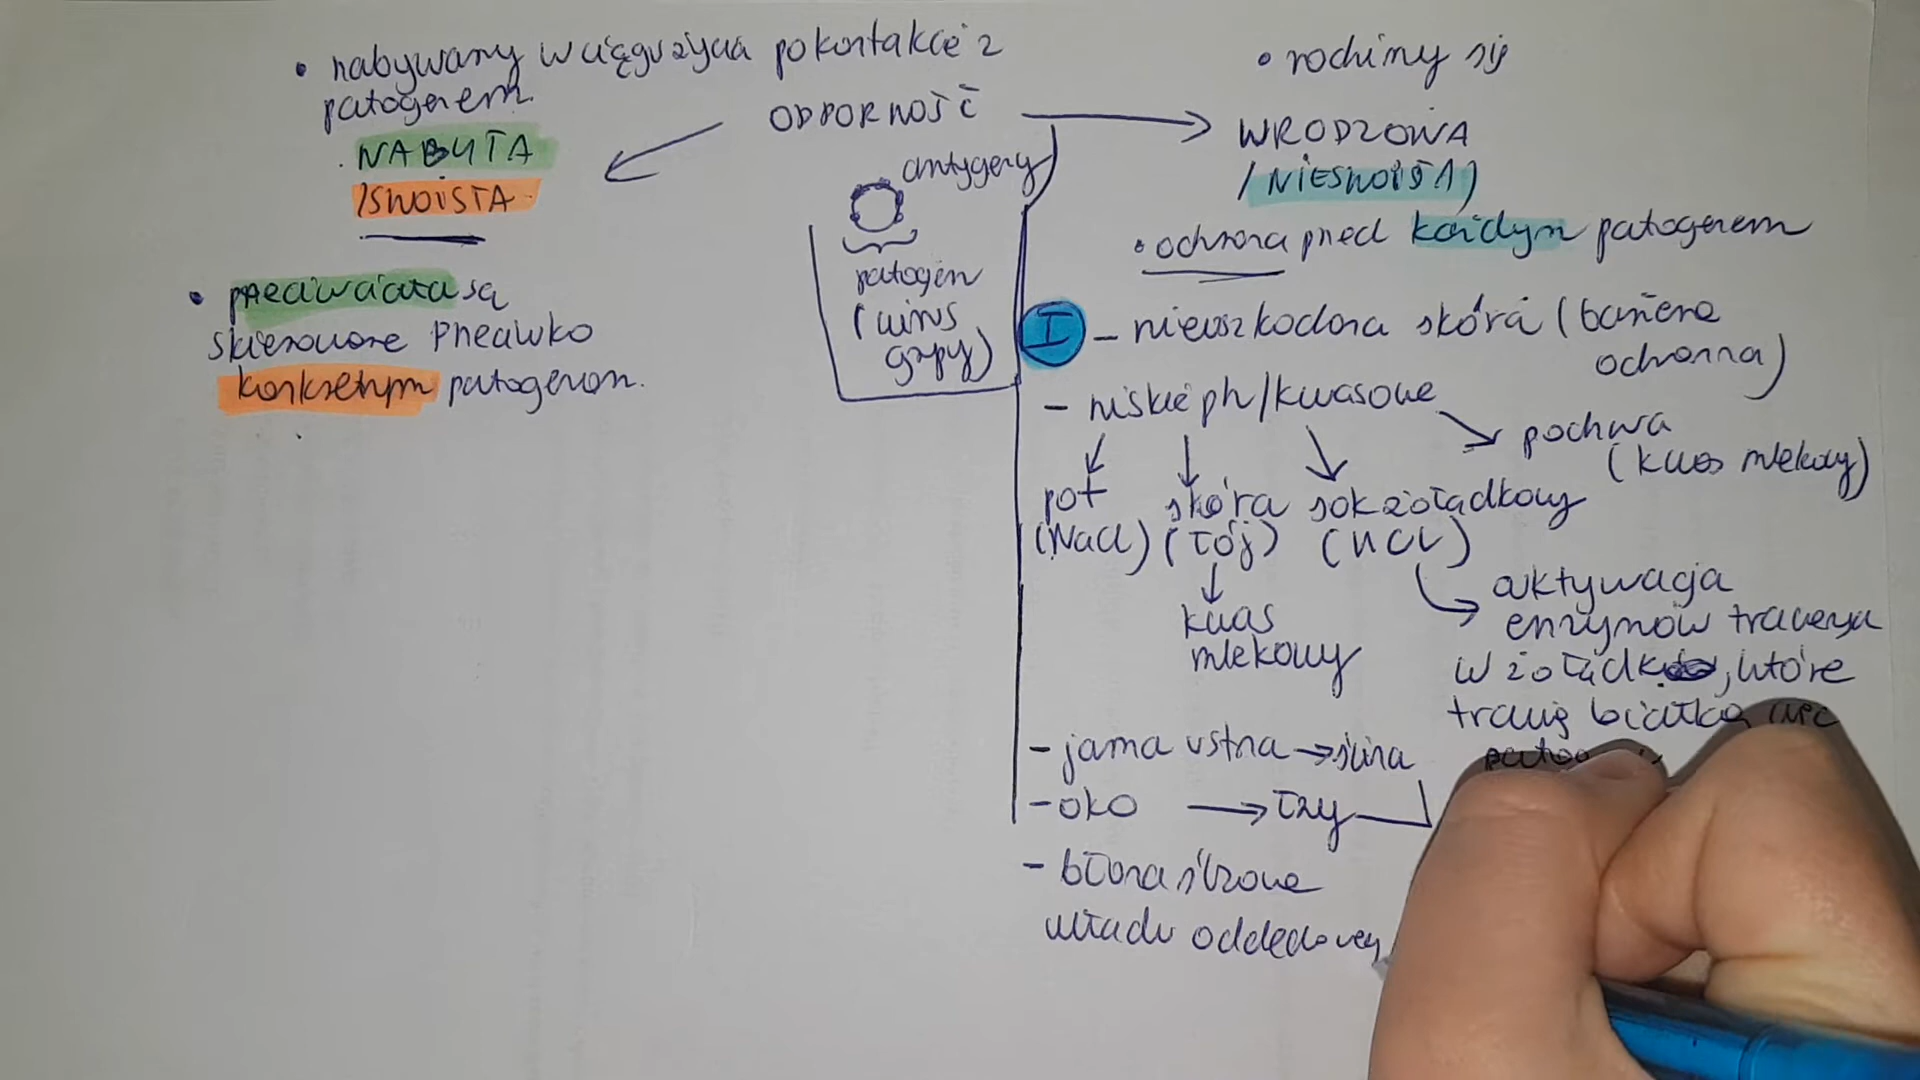 • nabywamy w ciągu życia po kontakcie z
patogenem.
ODPORNOŚĆ
NABYTA
/SWOISTA
• przeciwciała są
skierowane przeciwko
konkretnym patogenom.
antygeny
patogen
(wirus
grypy)
• rodzimy się
WRODZONA
/NIESWOISTA)
• ochrona przed każdym patogenem
I – nieuszkodzona skóra (bariera
ochronna)
– niskie ph/kwasowe
pochwa
(kwas mlekowy)
pot skóra sok żołądkowy
(NaCl) (łój) (HCl)
kwas
mlekowy
aktywacja
enzymów trawienia
w żołądku, które
trawią białka
– jama ustna → ślina
– oko → łzy
– błona śluzowe
układu oddechowego